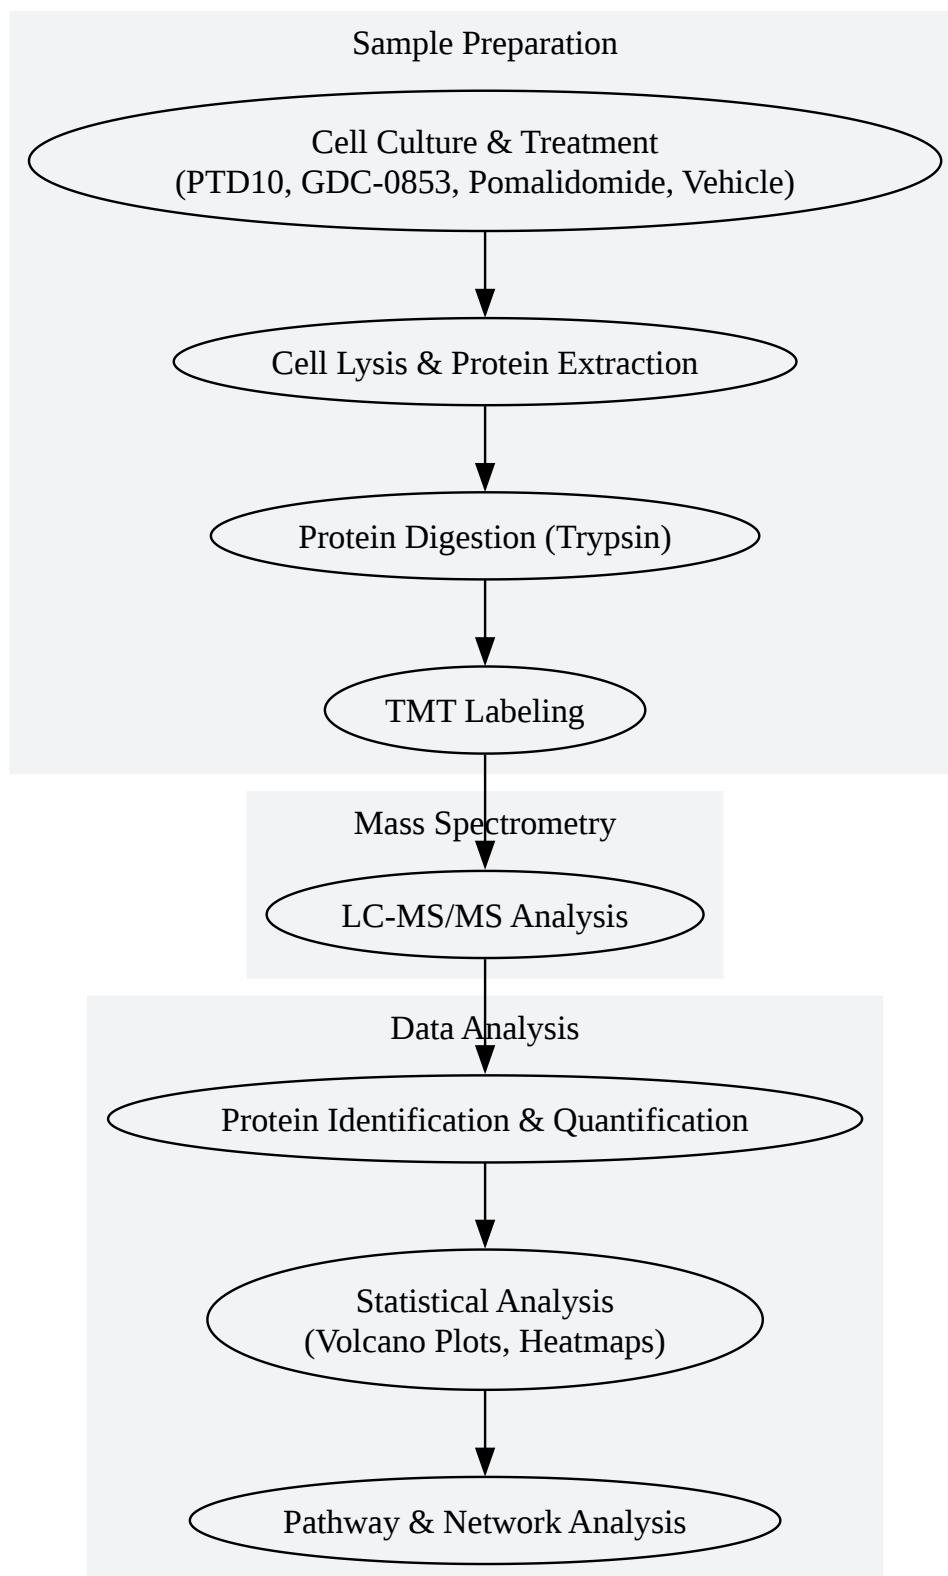 Sample Preparation
Cell Culture & Treatment
(PTD10, GDC-0853, Pomalidomide, Vehicle)
Cell Lysis & Protein Extraction
Protein Digestion (Trypsin)
TMT Labeling
Mass Spectrometry
LC-MS/MS Analysis
Data Analysis
Protein Identification & Quantification
Statistical Analysis
(Volcano Plots, Heatmaps)
Pathway & Network Analysis